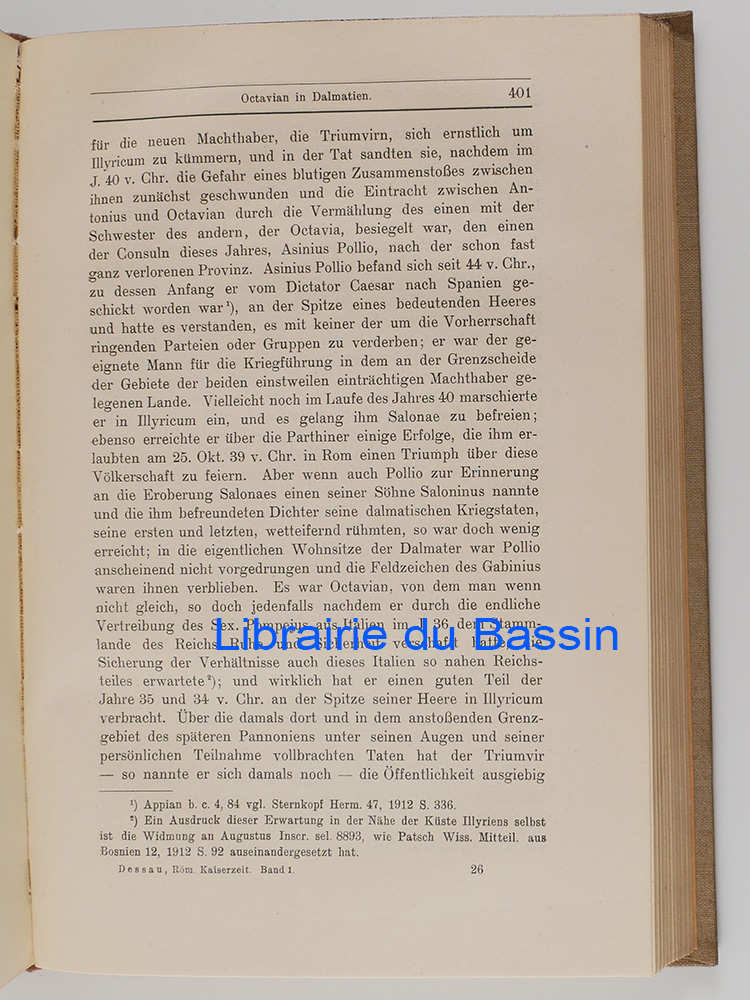 Octavian in Dalmatien. 401
für die neuen Machthaber, die Triumvirn, sich ernstlich um
Illyricum zu kümmern, und in der Tat sandten sie, nachdem im
J. 40 v. Chr. die Gefahr eines blutigen Zusammenstoßes zwischen
ihnen zunächst geschwunden und die Eintracht zwischen An-
tonius und Octavian durch die Vermählung des einen mit der
Schwester des andern, der Octavia, besiegelt war, den einen
der Consuln dieses Jahres, Asinius Pollio, nach der schon fast
ganz verlorenen Provinz. Asinius Pollio befand sich seit 44 v. Chr.,
zu dessen Anfang er vom Dictator Caesar nach Spanien ge-
schickt worden war¹), an der Spitze eines bedeutenden Heeres
und hatte es verstanden, es mit keiner der um die Vorherrschaft
ringenden Parteien oder Gruppen zu verderben; er war der ge-
eignete Mann für die Kriegführung in dem an der Grenzscheide
der Gebiete der beiden einstweilen einträchtigen Machthaber ge-
legenen Lande. Vielleicht noch im Laufe des Jahres 40 marschierte
er in Illyricum ein, und es gelang ihm Salonae zu befreien;
ebenso erreichte er über die Parthiner einige Erfolge, die ihm er-
laubten am 25. Okt. 39 v. Chr. in Rom einen Triumph über diese
Völkerschaft zu feiern. Aber wenn auch Pollio zur Erinnerung
an die Eroberung Salonaes einen seiner Söhne Saloninus nannte
und die ihm befreundeten Dichter seine dalmatischen Kriegstaten,
seine ersten und letzten, wetteifernd rühmten, so war doch wenig
erreicht; in die eigentlichen Wohnsitze der Dalmater war Pollio
anscheinend nicht vorgedrungen und die Feldzeichen des Gabinius
waren ihnen verblieben. Es war Octavian, von dem man wenn
nicht gleich, so doch jedenfalls nachdem er durch die endliche
Vertreibung des Sex. Pompeius aus Italien im J. 36 dem Stamm-
lande des Reichs Ruhe und Sicherheit verschafft hatte, die
Librairie du Bassin
Sicherung der Verhältnisse auch dieses Italien so nahen Reichs-
teiles erwartete²); und wirklich hat er einen guten Teil der
Jahre 35 und 34 v. Chr. an der Spitze seiner Heere in Illyricum
verbracht. Über die damals dort und in dem anstoßenden Grenz-
gebiet des späteren Pannoniens unter seinen Augen und seiner
persönlichen Teilnahme vollbrachten Taten hat der Triumvir
— so nannte er sich damals noch — die Öffentlichkeit ausgiebig
¹) Appian b. c. 4, 84 vgl. Sternkopf Herm. 47, 1912 S. 336.
²) Ein Ausdruck dieser Erwartung in der Nähe der Küste Illyriens selbst
ist die Widmung an Augustus Inscr. sel. 8893, wie Patsch Wiss. Mitteil. aus
Bosnien 12, 1912 S. 92 auseinandergesetzt hat.
Dessau, Röm. Kaiserzeit. Band 1. 26